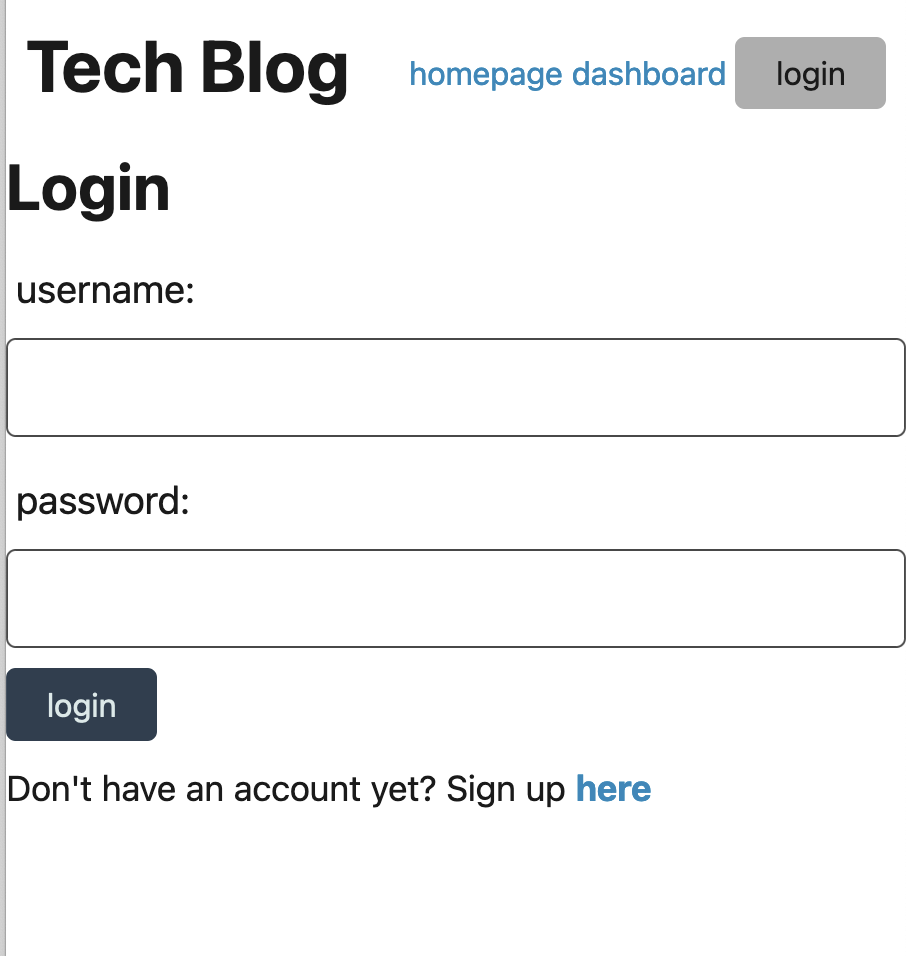 Tech Blog homepage dashboard login
Login
username:
password:
login
Don't have an account yet? Sign up here